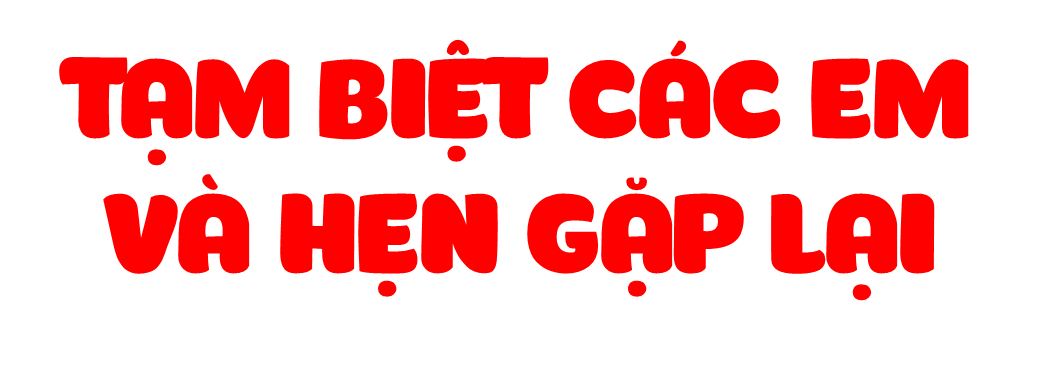 TẠM BIỆT CÁC EM
VÀ HẸN GẶP LẠI